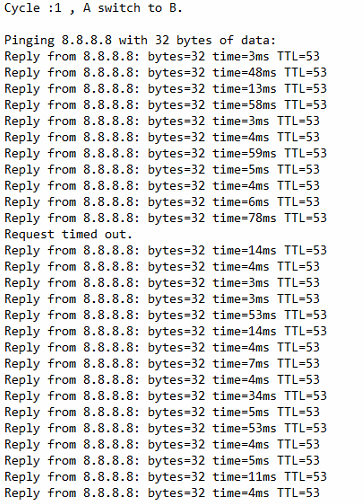 Cycle :1 , A switch to B.
Pinging 8.8.8.8 with 32 bytes of data:
Reply from 8.8.8.8: bytes=32 time=3ms TTL=53
Reply from 8.8.8.8: bytes=32 time=48ms TTL=53
Reply from 8.8.8.8: bytes=32 time=13ms TTL=53
Reply from 8.8.8.8: bytes=32 time=58ms TTL=53
Reply from 8.8.8.8: bytes=32 time=3ms TTL=53
Reply from 8.8.8.8: bytes=32 time=4ms TTL=53
Reply from 8.8.8.8: bytes=32 time=59ms TTL=53
Reply from 8.8.8.8: bytes=32 time=5ms TTL=53
Reply from 8.8.8.8: bytes=32 time=4ms TTL=53
Reply from 8.8.8.8: bytes=32 time=6ms TTL=53
Reply from 8.8.8.8: bytes=32 time=78ms TTL=53
Request timed out.
Reply from 8.8.8.8: bytes=32 time=14ms TTL=53
Reply from 8.8.8.8: bytes=32 time=4ms TTL=53
Reply from 8.8.8.8: bytes=32 time=3ms TTL=53
Reply from 8.8.8.8: bytes=32 time=3ms TTL=53
Reply from 8.8.8.8: bytes=32 time=53ms TTL=53
Reply from 8.8.8.8: bytes=32 time=14ms TTL=53
Reply from 8.8.8.8: bytes=32 time=4ms TTL=53
Reply from 8.8.8.8: bytes=32 time=7ms TTL=53
Reply from 8.8.8.8: bytes=32 time=4ms TTL=53
Reply from 8.8.8.8: bytes=32 time=34ms TTL=53
Reply from 8.8.8.8: bytes=32 time=5ms TTL=53
Reply from 8.8.8.8: bytes=32 time=53ms TTL=53
Reply from 8.8.8.8: bytes=32 time=4ms TTL=53
Reply from 8.8.8.8: bytes=32 time=5ms TTL=53
Reply from 8.8.8.8: bytes=32 time=11ms TTL=53
Reply from 8.8.8.8: bytes=32 time=4ms TTL=53